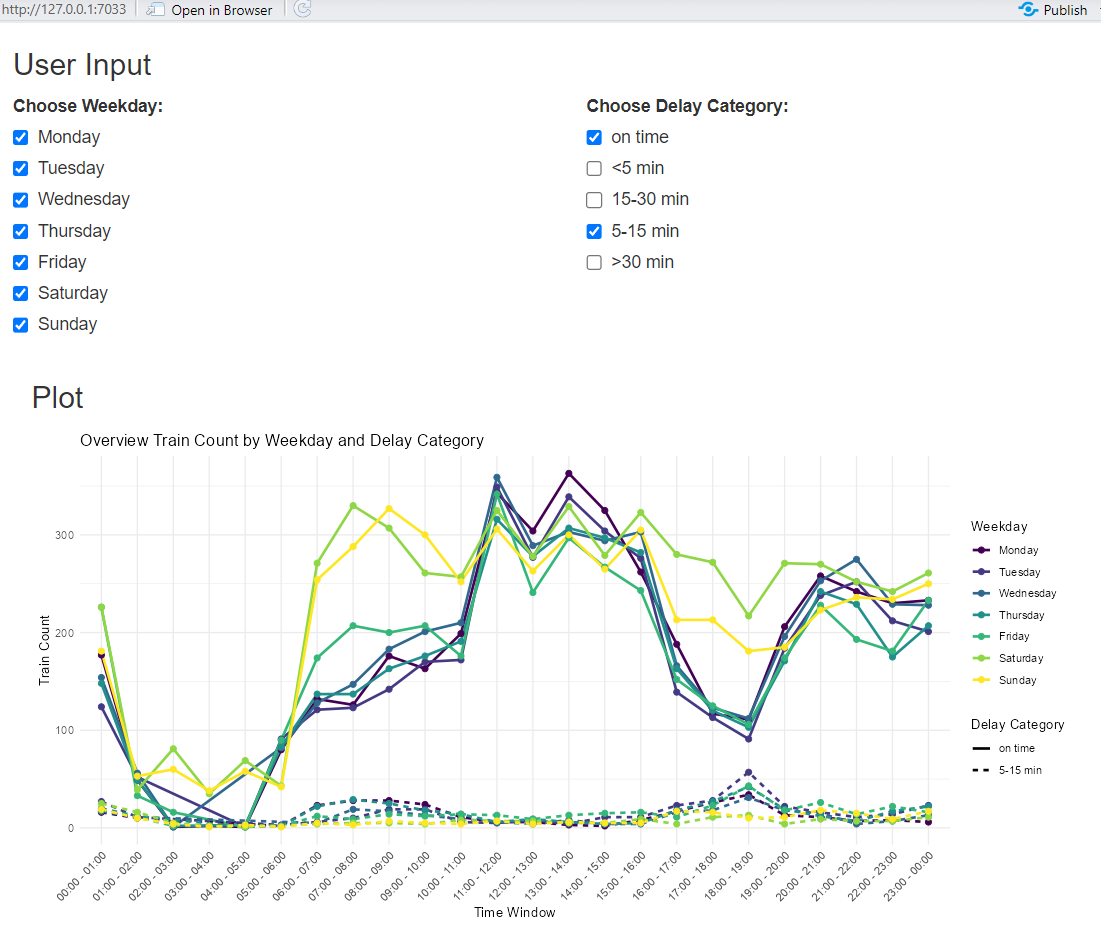 http://127.0.0.1:7033 Open in Browser Publish
User Input
Choose Weekday: Choose Delay Category:
Monday on time
Tuesday <5 min
Wednesday 15-30 min
Thursday 5-15 min
Friday >30 min
Saturday
Sunday
Plot
Overview Train Count by Weekday and Delay Category
Train Count
300
200
100
0
00:00 - 01:00
01:00 - 02:00
02:00 - 03:00
03:00 - 04:00
04:00 - 05:00
05:00 - 06:00
06:00 - 07:00
07:00 - 08:00
08:00 - 09:00
09:00 - 10:00
10:00 - 11:00
11:00 - 12:00
12:00 - 13:00
13:00 - 14:00
14:00 - 15:00
15:00 - 16:00
16:00 - 17:00
17:00 - 18:00
18:00 - 19:00
19:00 - 20:00
20:00 - 21:00
21:00 - 22:00
22:00 - 23:00
23:00 - 00:00
Time Window
Weekday
Monday
Tuesday
Wednesday
Thursday
Friday
Saturday
Sunday
Delay Category
on time
5-15 min